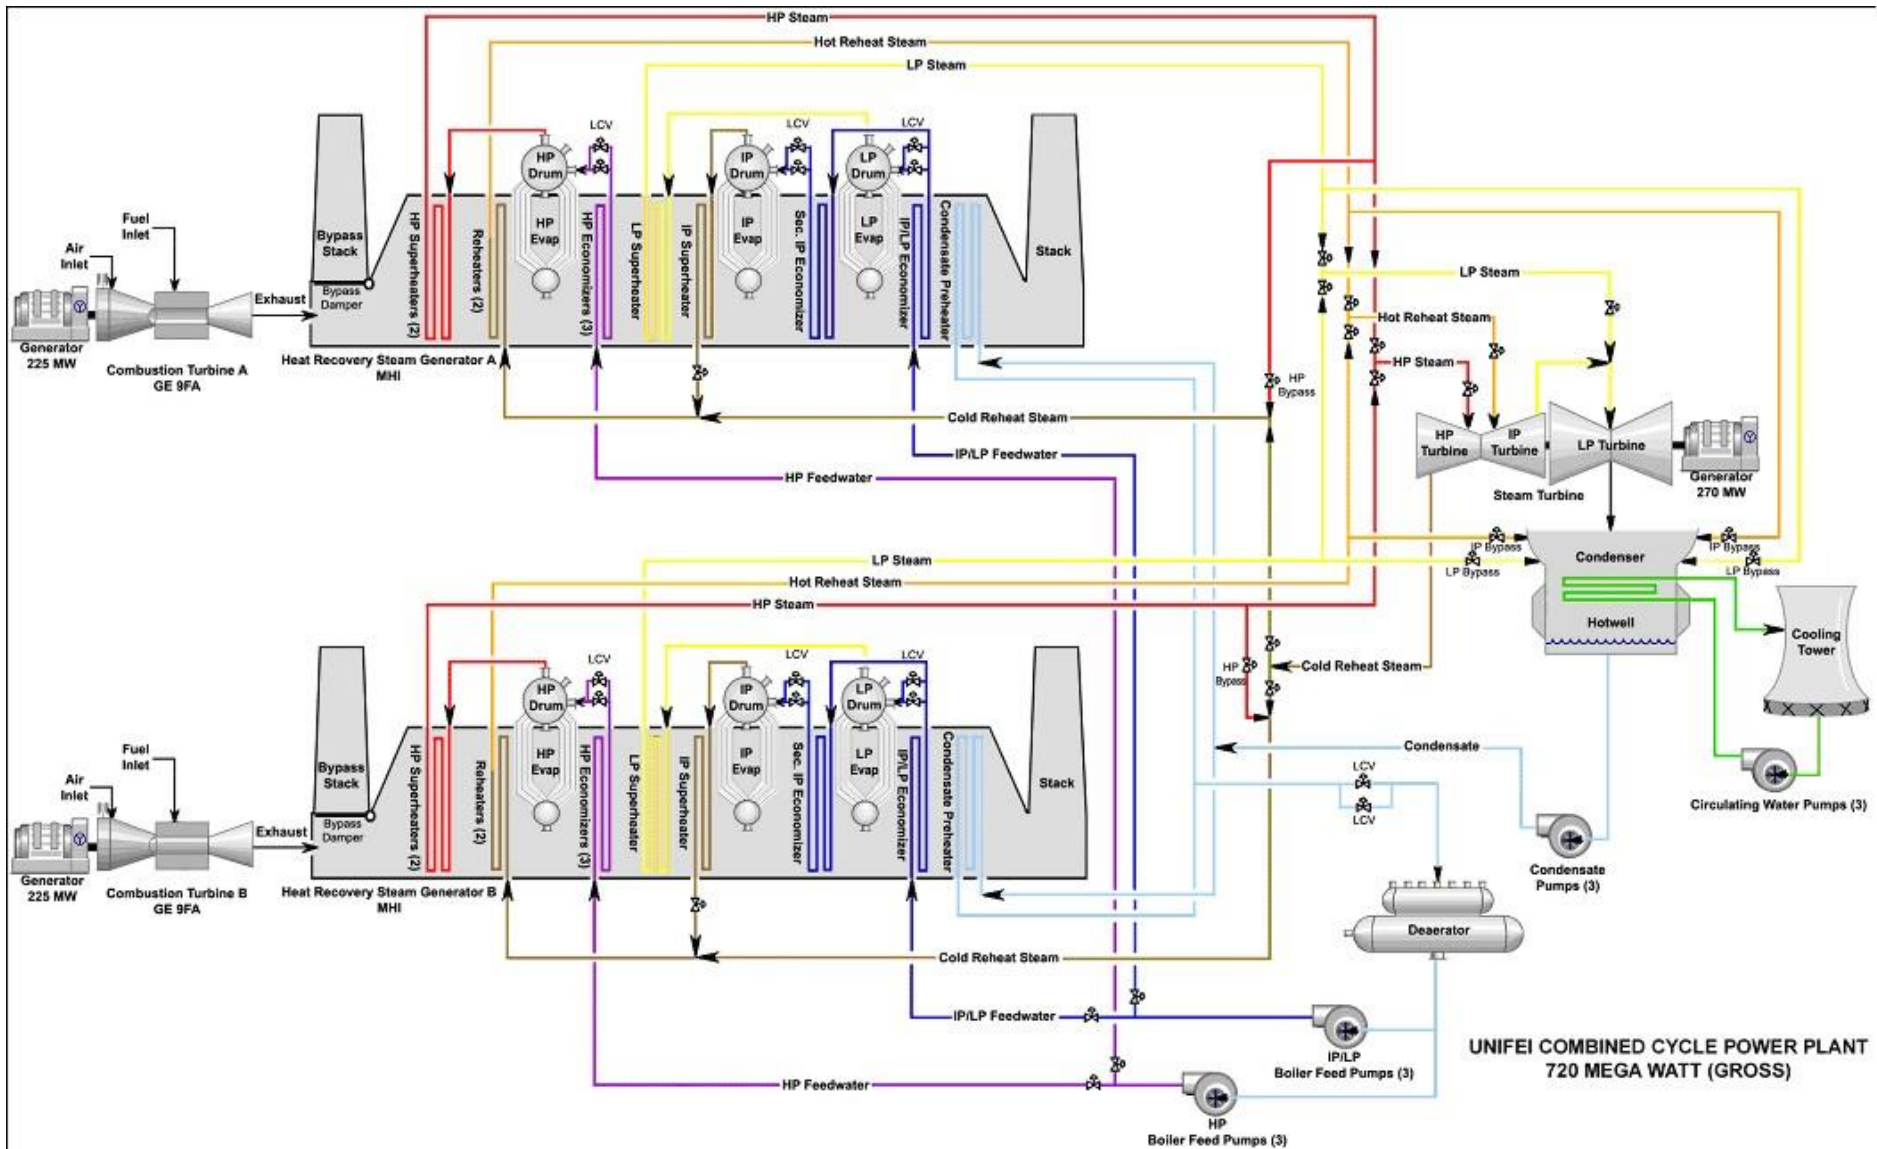 HP Steam
Hot Reheat Steam
LP Steam
LCV
LCV
LCV
HP
Drum
IP
Drum
LP
Drum
HP
Evap
IP
Evap
LP
Evap
Bypass
Stack
Bypass
Damper
HP Superheaters (2)
Reheaters (2)
HP Economizers (3)
LP Superheater
IP Superheater
Sec. IP Economizer
IP/LP Economizer
Condensate Preheater
Stack
Fuel
Inlet
Air
Inlet
Exhaust
Generator
225 MW
Combustion Turbine A
GE 9FA
Heat Recovery Steam Generator A
MHI
Cold Reheat Steam
IP/LP Feedwater
HP Feedwater
HP
Bypass
LP Steam
Hot Reheat Steam
HP Steam
HP
Turbine
IP
Turbine
LP Turbine
Steam Turbine
Generator
270 MW
IP Bypass
LP Bypass
IP Bypass
LP Bypass
Condenser
Hotwell
Cooling
Tower
Circulating Water Pumps (3)
LP Steam
Hot Reheat Steam
HP Steam
HP
Bypass
Cold Reheat Steam
LCV
LCV
LCV
HP
Drum
IP
Drum
LP
Drum
HP
Evap
IP
Evap
LP
Evap
Bypass
Stack
Bypass
Damper
HP Superheaters (2)
Reheaters (2)
HP Economizers (3)
LP Superheater
IP Superheater
Sec. IP Economizer
IP/LP Economizer
Condensate Preheater
Stack
Fuel
Inlet
Air
Inlet
Exhaust
Generator
225 MW
Combustion Turbine B
GE 9FA
Heat Recovery Steam Generator B
MHI
Condensate
LCV
LCV
Condensate
Pumps (3)
Deaerator
Cold Reheat Steam
IP/LP Feedwater
IP/LP
Boiler Feed Pumps (3)
HP Feedwater
HP
Boiler Feed Pumps (3)
UNIFEI COMBINED CYCLE POWER PLANT
720 MEGA WATT (GROSS)